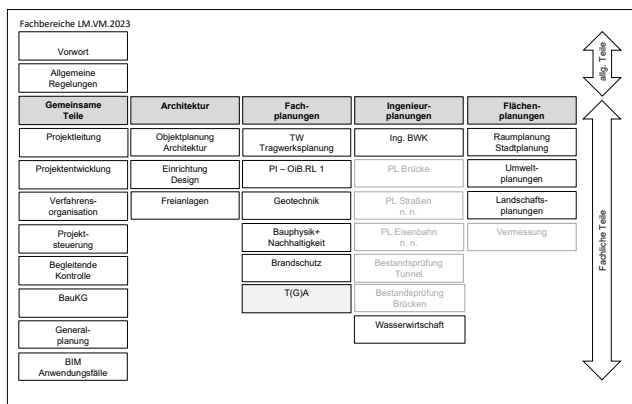 Fachbereiche LM.VM.2023
Vorwort
Allgemeine
Regelungen
allg. Teile
Gemeinsame
Teile
Projektleitung
Projektentwicklung
Verfahrens-
organisation
Projekt-
steuerung
Begleitende
Kontrolle
BauKG
General-
planung
BIM
Anwendungsfälle
Architektur
Objektplanung
Architektur
Einrichtung
Design
Freianlagen
Fach-
planungen
TW
Tragwerksplanung
PI – OiB.RL 1
Geotechnik
Bauphysik+
Nachhaltigkeit
Brandschutz
T(G)A
Ingenieur-
planungen
Ing. BWK
PL Brücke
PL Straßen
n. n.
PL Eisenbahn
n. n.
Bestandsprüfung
Tunnel
Bestandsprüfung
Brücken
Wasserwirtschaft
Flächen-
planungen
Raumplanung
Stadtplanung
Umwelt-
planungen
Landschafts-
planungen
Vermessung
Fachliche Teile